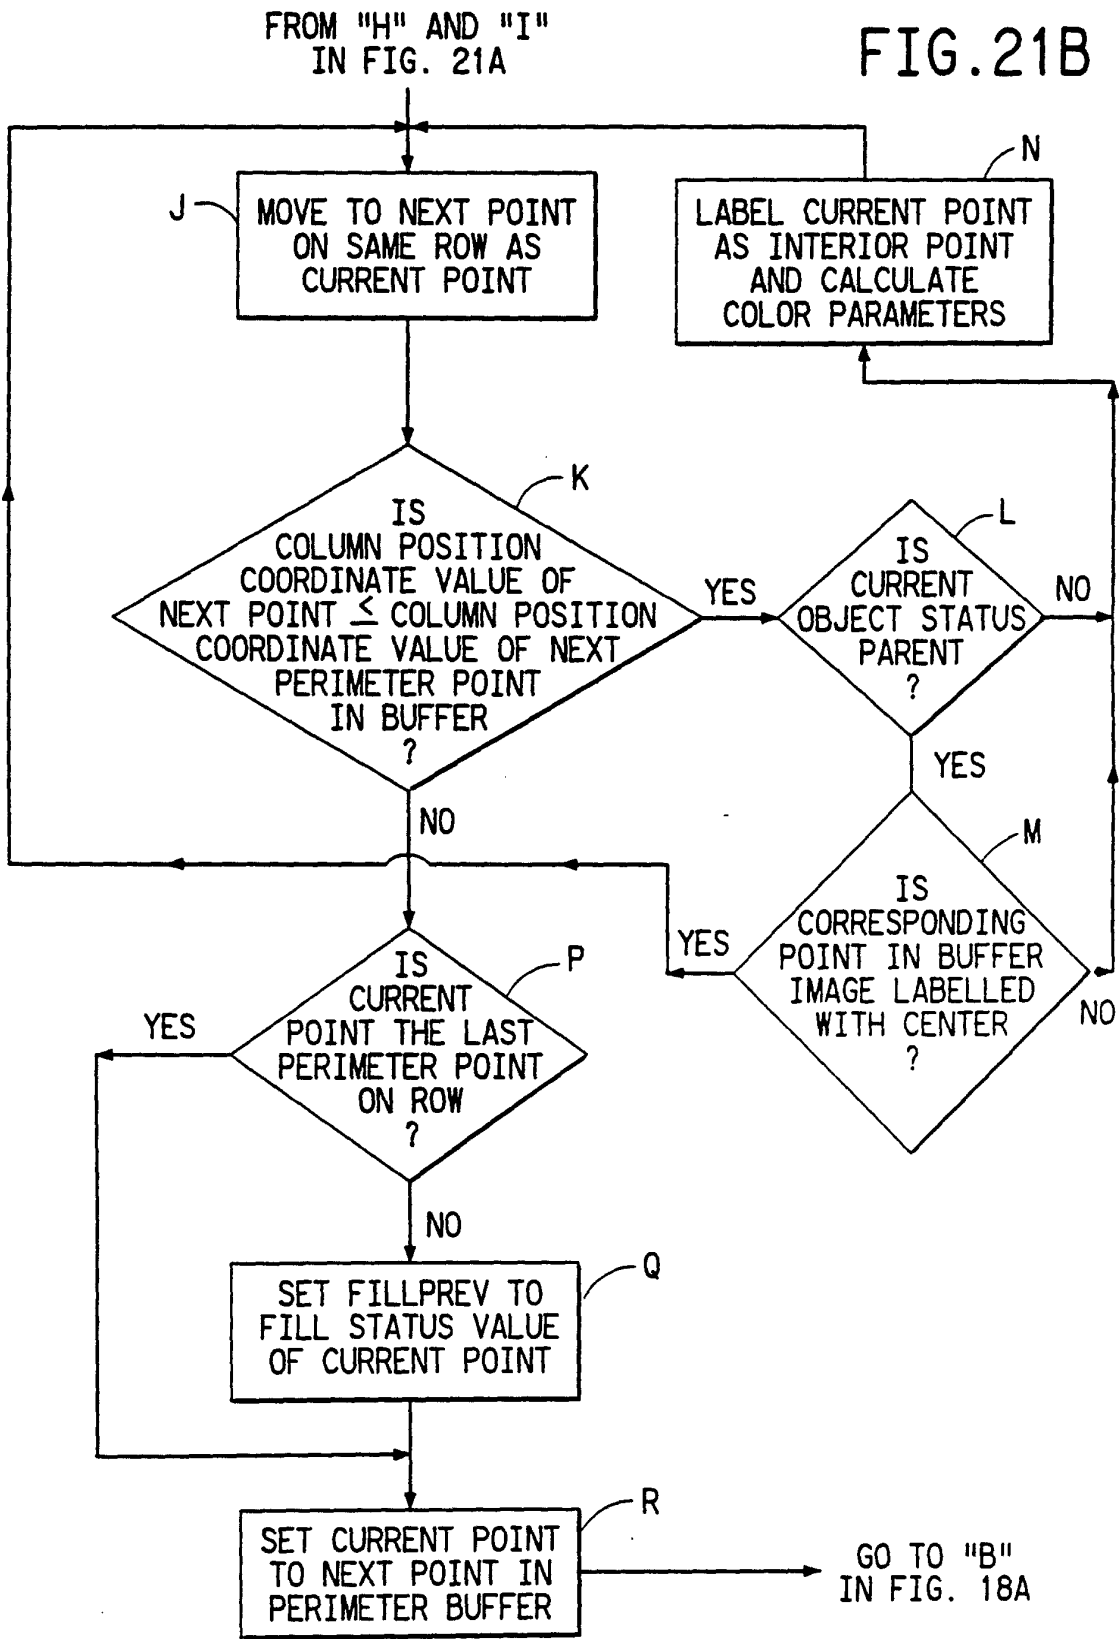 FROM "H" AND "I"
IN FIG. 21A
FIG.21B
J
MOVE TO NEXT POINT
ON SAME ROW AS
CURRENT POINT
N
LABEL CURRENT POINT
AS INTERIOR POINT
AND CALCULATE
COLOR PARAMETERS
K
IS
COLUMN POSITION
COORDINATE VALUE OF
NEXT POINT ≤ COLUMN POSITION
COORDINATE VALUE OF NEXT
PERIMETER POINT
IN BUFFER
?
YES
NO
L
IS
CURRENT
OBJECT STATUS
PARENT
?
NO
YES
M
IS
CORRESPONDING
POINT IN BUFFER
IMAGE LABELLED
WITH CENTER
?
YES
NO
P
IS
CURRENT
POINT THE LAST
PERIMETER POINT
ON ROW
?
YES
NO
Q
SET FILLPREV TO
FILL STATUS VALUE
OF CURRENT POINT
R
SET CURRENT POINT
TO NEXT POINT IN
PERIMETER BUFFER
GO TO "B"
IN FIG. 18A